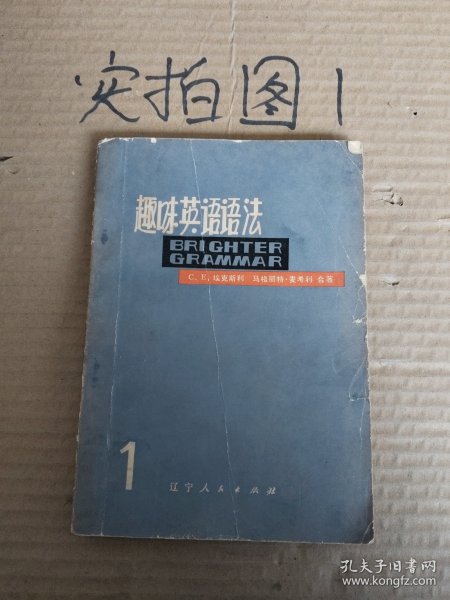 实拍图1
趣味英语语法
BRIGHTER
GRAMMAR
C. E. 埃克斯利 马格丽特·麦考利 合著
1
辽宁人民出版社
孔夫子旧书网
www.kongfz.com